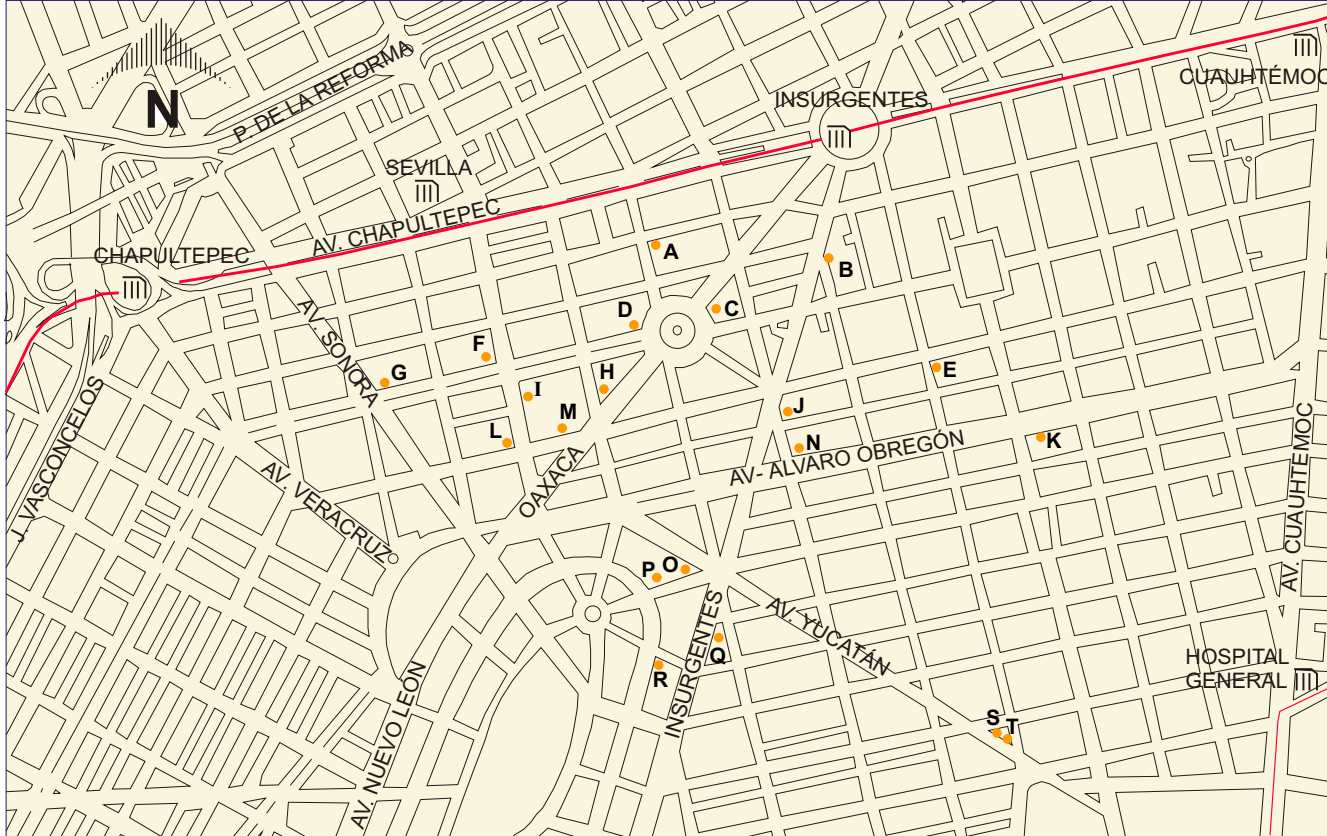 CUAUHTÉMOC
INSURGENTES
P. DE LA REFORMA
N
SEVILLA
AV. CHAPULTEPEC
CHAPULTEPEC
A
B
C
D
AV. SONORA
F
E
G
H
I
J
M
L
N
K
AV- ALVARO OBREGÓN
J. VASCONCELOS
OAXACA
AV. VERACRUZ
AV. CUAUHTEMOC
P
O
AV. YUCATÁN
INSURGENTES
Q
R
HOSPITAL
GENERAL
AV. NUEVO LEÓN
S
T